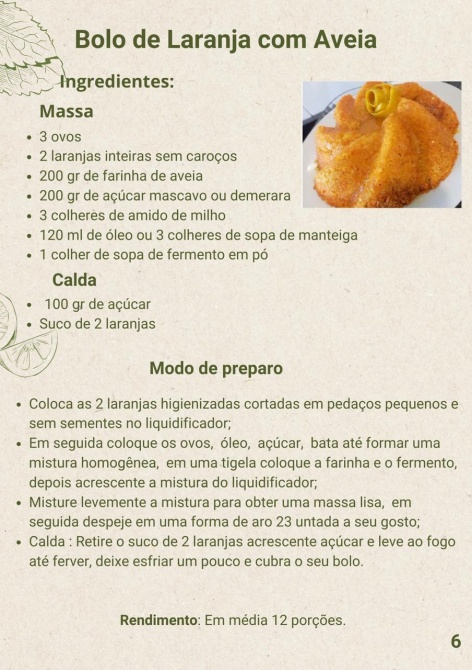 Bolo de Laranja com Aveia
Ingredientes:
Massa
• 3 ovos
• 2 laranjas inteiras sem caroços
• 200 gr de farinha de aveia
• 200 gr de açúcar mascavo ou demerara
• 3 colheres de amido de milho
• 120 ml de óleo ou 3 colheres de sopa de manteiga
• 1 colher de sopa de fermento em pó
Calda
• 100 gr de açúcar
• Suco de 2 laranjas
Modo de preparo
• Coloca as 2 laranjas higienizadas cortadas em pedaços pequenos e
sem sementes no liquidificador;
• Em seguida coloque os ovos, óleo, açúcar, bata até formar uma
mistura homogênea, em uma tigela coloque a farinha e o fermento,
depois acrescente a mistura do liquidificador;
• Misture levemente a mistura para obter uma massa lisa, em
seguida despeje em uma forma de aro 23 untada a seu gosto;
• Calda : Retire o suco de 2 laranjas acrescente açúcar e leve ao fogo
até ferver, deixe esfriar um pouco e cubra o seu bolo.
Rendimento: Em média 12 porções.
6